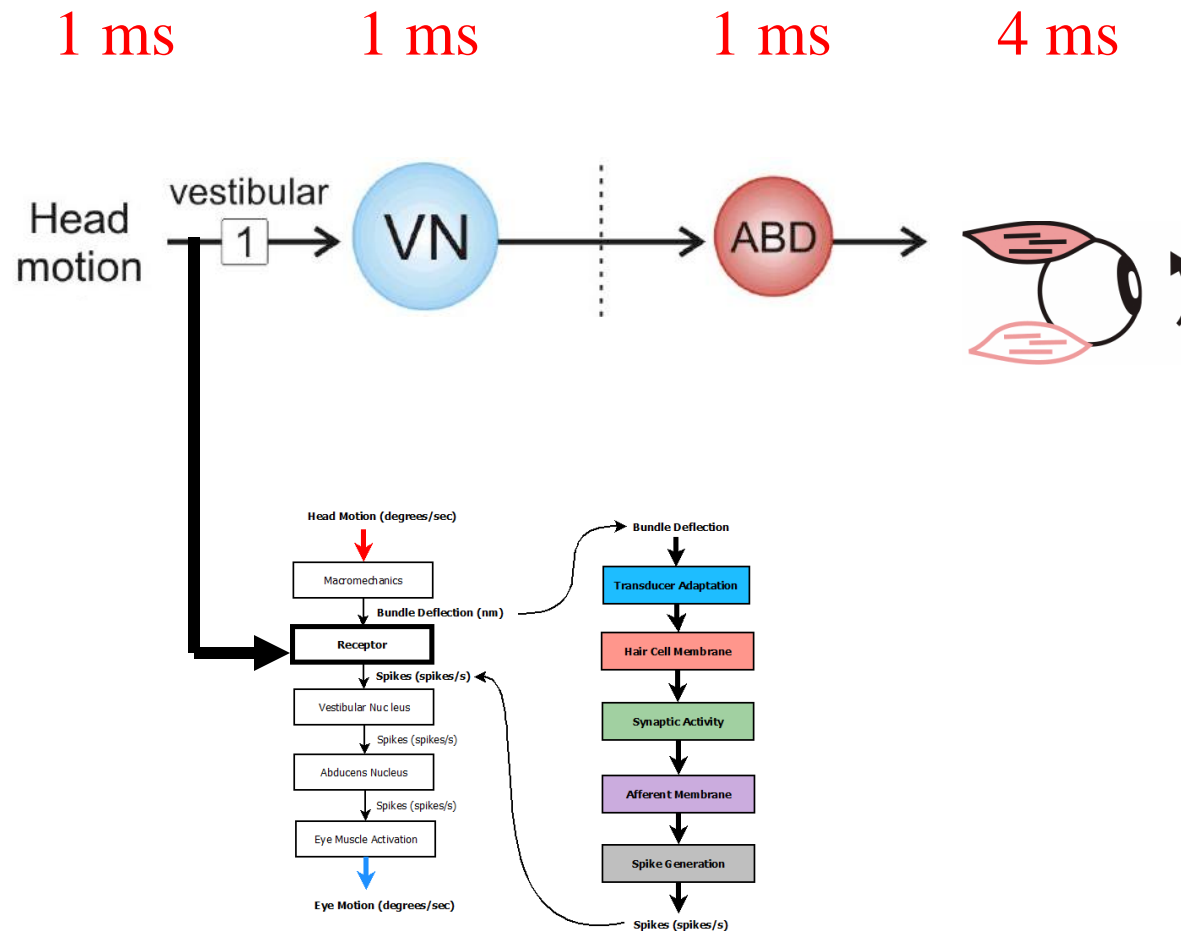 1 ms 1 ms 1 ms 4 ms
vestibular
Head
motion
1
VN
ABD
Head Motion (degrees/sec)
Macromechanics
Bundle Deflection (nm)
Receptor
Spikes (spikes/s)
Vestibular Nucleus
Spikes (spikes/s)
Abducens Nucleus
Spikes (spikes/s)
Eye Muscle Activation
Eye Motion (degrees/sec)
Bundle Deflection
Transducer Adaptation
Hair Cell Membrane
Synaptic Activity
Afferent Membrane
Spike Generation
Spikes (spikes/s)